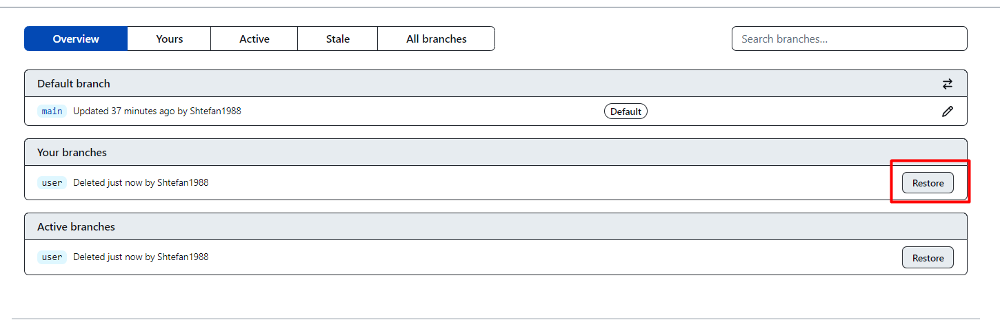 Overview Yours Active Stale All branches Search branches...
Default branch
main Updated 37 minutes ago by Shtefan1988 Default
Your branches
user Deleted just now by Shtefan1988 Restore
Active branches
user Deleted just now by Shtefan1988 Restore